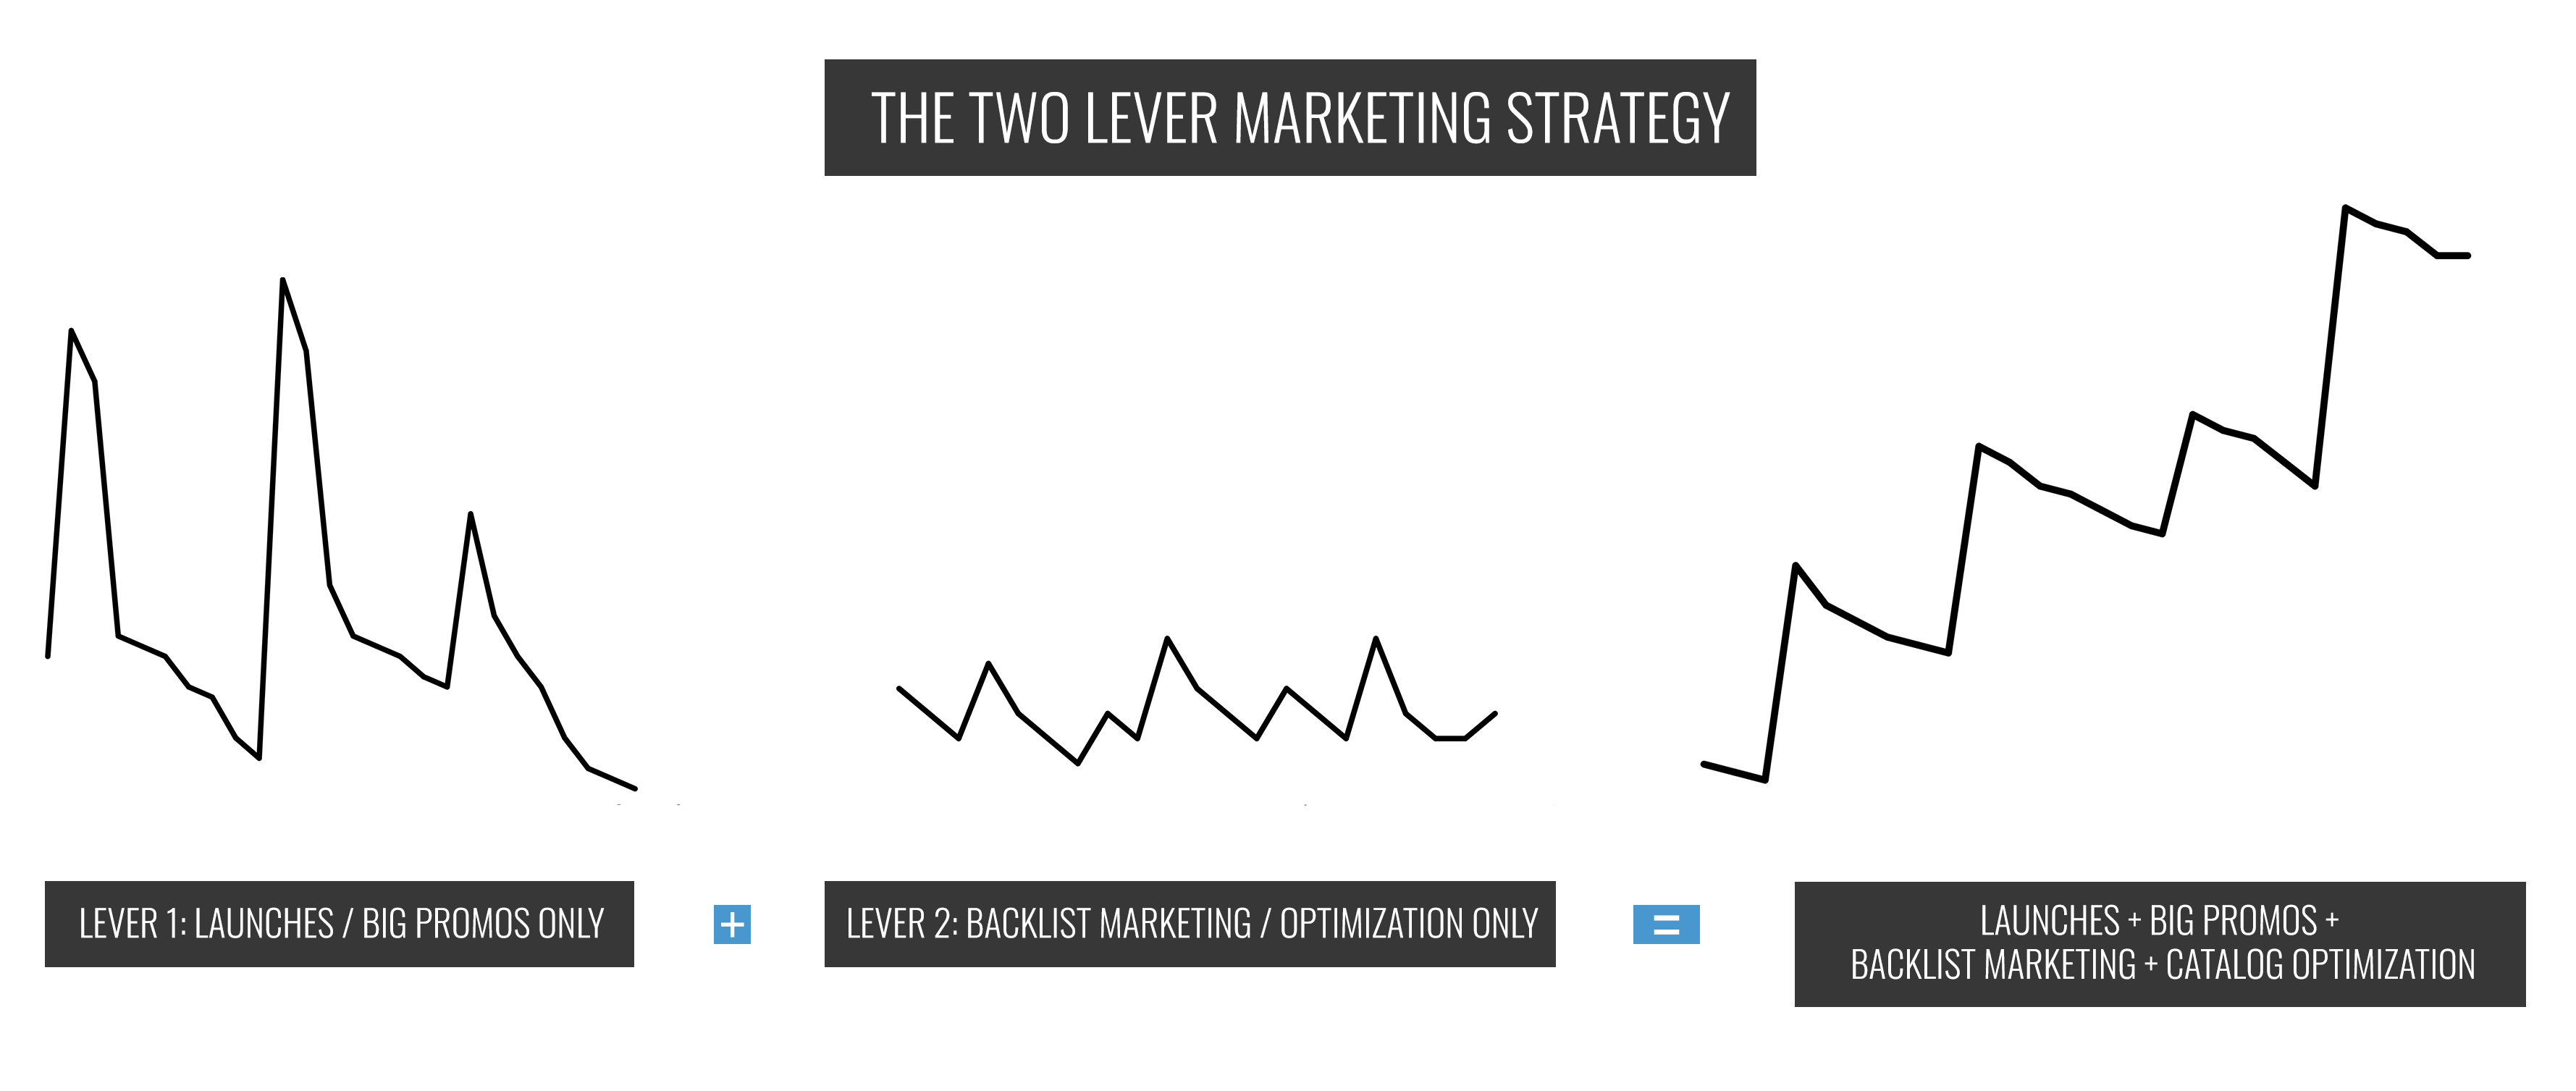 THE TWO LEVER MARKETING STRATEGY
LEVER 1: LAUNCHES / BIG PROMOS ONLY
+
LEVER 2: BACKLIST MARKETING / OPTIMIZATION ONLY
=
LAUNCHES + BIG PROMOS +
BACKLIST MARKETING + CATALOG OPTIMIZATION